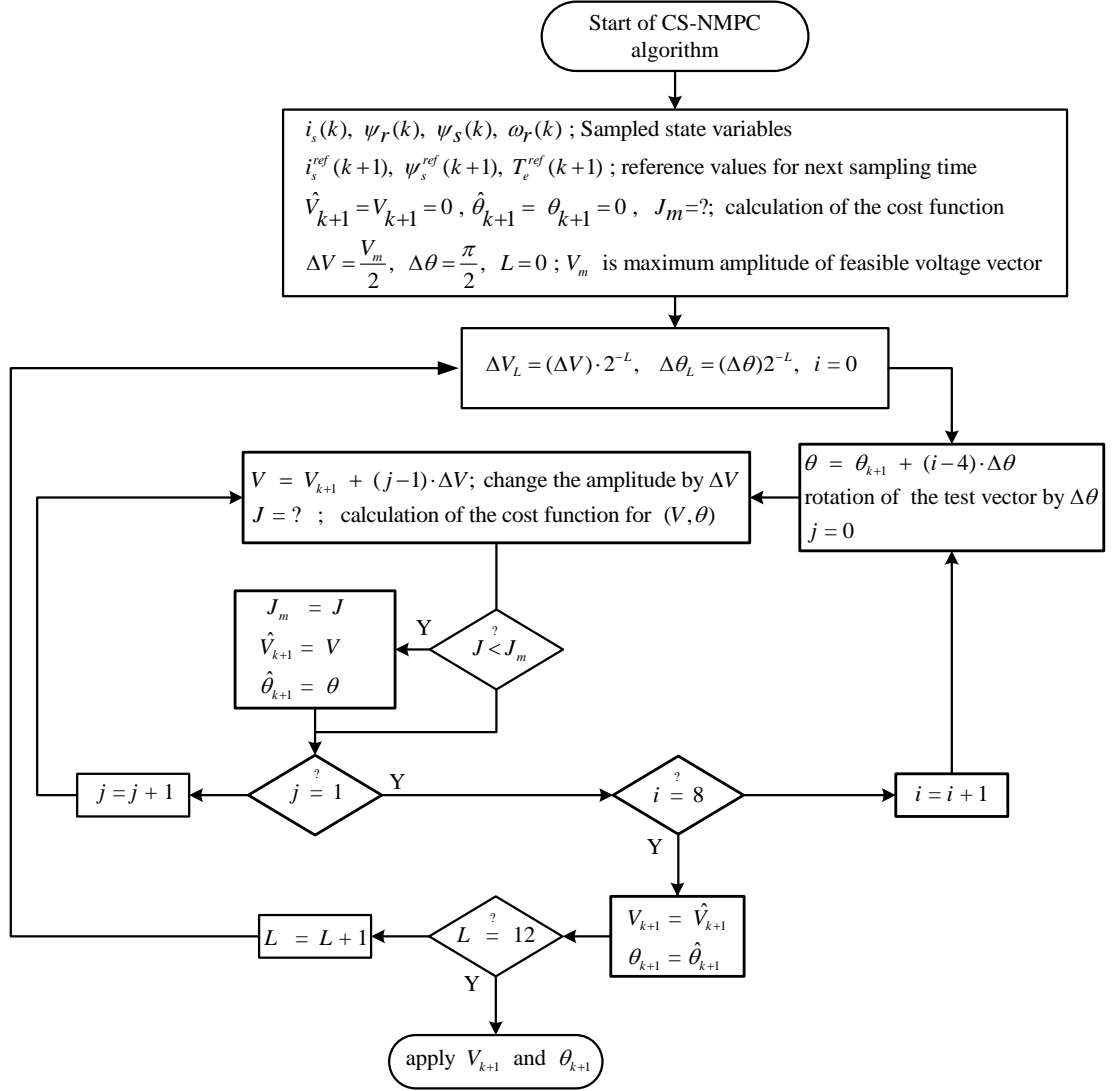 Start of CS-NMPC
algorithm
i_s(k), ψ_r(k), ψ_s(k), ω_r(k) ; Sampled state variables
i_s^{ref}(k+1), ψ_s^{ref}(k+1), T_e^{ref}(k+1) ; reference values for next sampling time
V̂_{k+1} = V_{k+1} = 0 , θ̂_{k+1} = θ_{k+1} = 0 , J_m = ?; calculation of the cost function
ΔV = V_m/2, Δθ = π/2, L = 0 ; V_m is maximum amplitude of feasible voltage vector
ΔV_L = (ΔV)·2^{-L}, Δθ_L = (Δθ)2^{-L}, i = 0
θ = θ_{k+1} + (i−4)·Δθ
rotation of the test vector by Δθ
j = 0
V = V_{k+1} + (j−1)·ΔV; change the amplitude by ΔV
J = ? ; calculation of the cost function for (V,θ)
J_m = J
V̂_{k+1} = V
θ̂_{k+1} = θ
Y
?
J < J_m
j = j + 1
?
j = 1
Y
?
i = 8
i = i + 1
Y
V_{k+1} = V̂_{k+1}
θ_{k+1} = θ̂_{k+1}
?
L = 12
L = L + 1
Y
apply V_{k+1} and θ_{k+1}